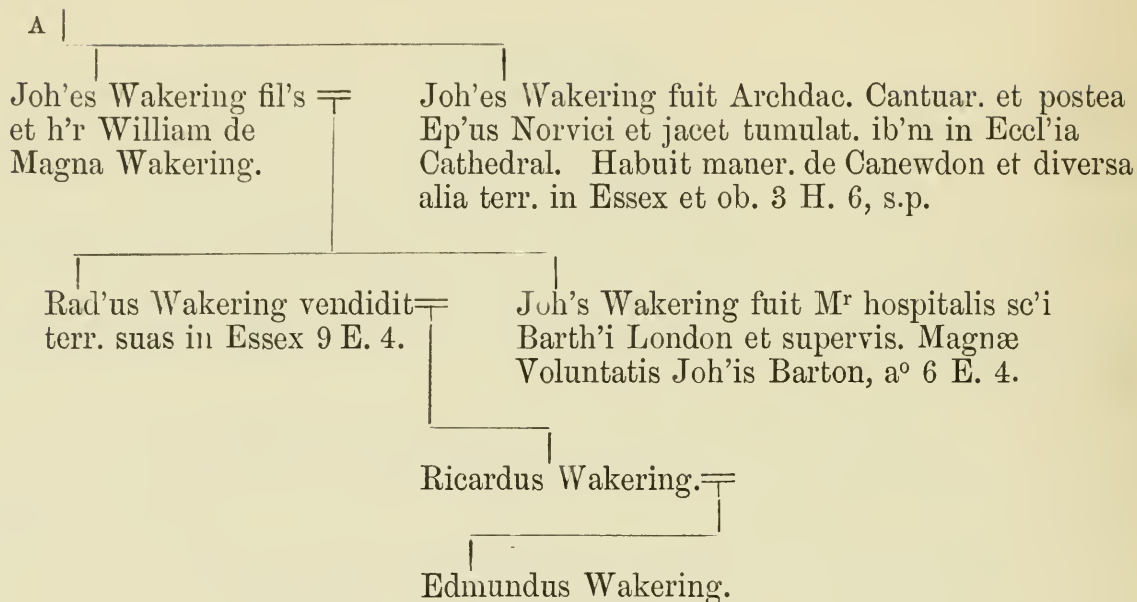 A
Joh'es Wakering fil's
et h'r William de
Magna Wakering.
Joh'es Wakering fuit Archdac. Cantuar. et postea
Ep'us Norvici et jacet tumulat. ib'm in Eccl'ia
Cathedral. Habuit maner. de Canewdon et diversa
alia terr. in Essex et ob. 3 H. 6, s.p.
Rad'us Wakering vendidit
terr. suas in Essex 9 E. 4.
Joh's Wakering fuit Mʳ hospitalis sc'i
Barth'i London et supervis. Magnæ
Voluntatis Joh'is Barton, aº 6 E. 4.
Ricardus Wakering.
Edmundus Wakering.